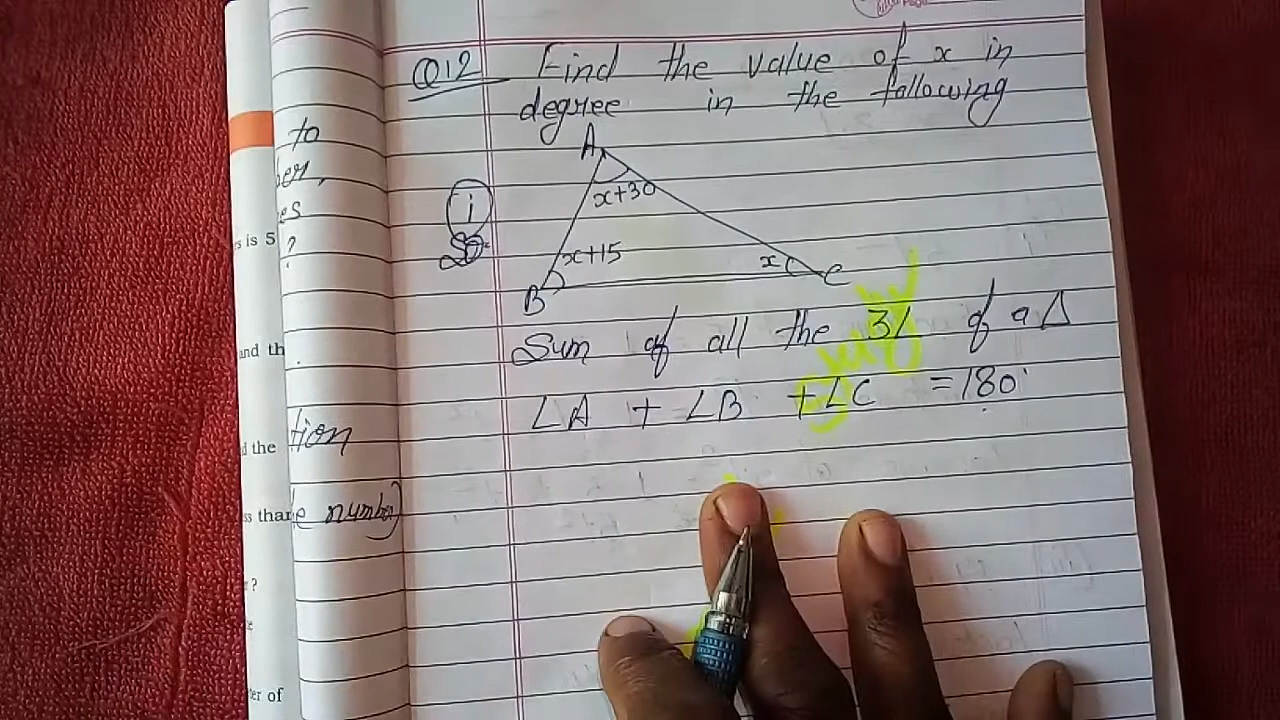 Q12 Find the value of x in
degree in the following
A
x+30
i
Sol:
x+15
x
C
B
Sum of all the 3∠ of a Δ
∠A + ∠B + ∠C = 180°
to
es
s is 5
?
and th
d the
tion
ss than
e number)
?
er of